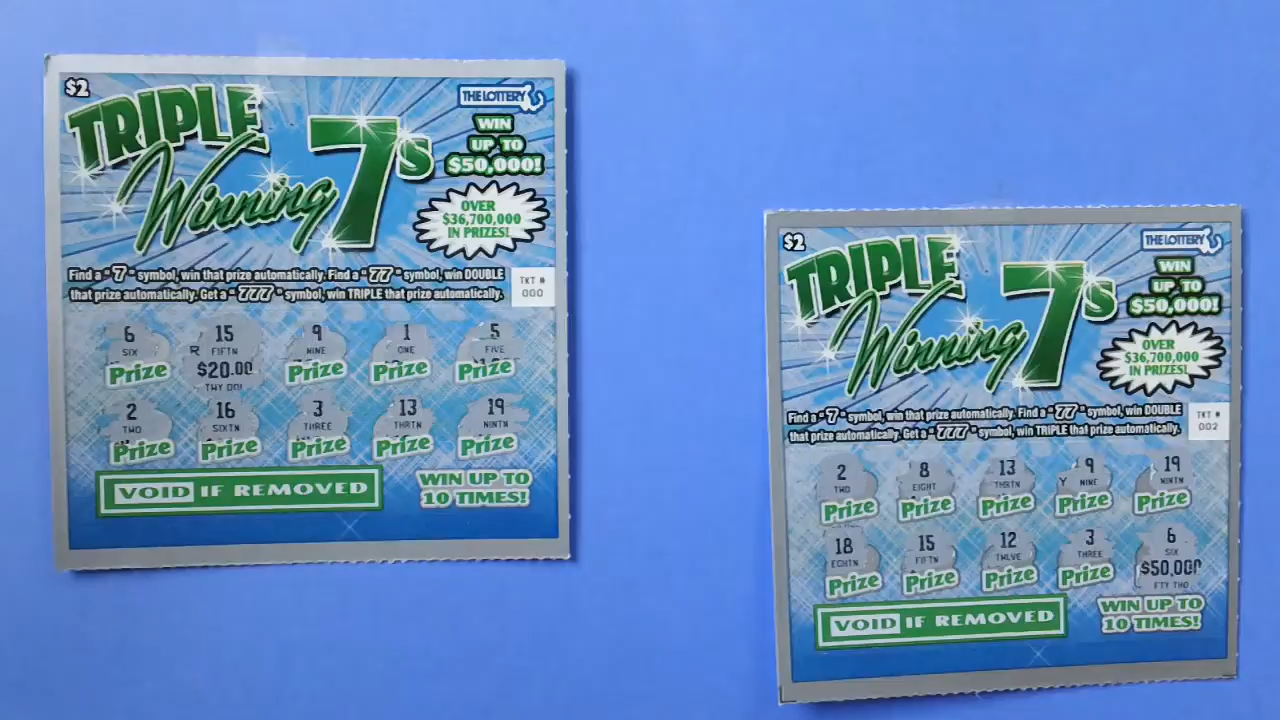 $2
TRIPLE
Winning 7s
THE LOTTERY
WIN
UP TO
$50,000!
OVER
$36,700,000
IN PRIZES!
Find a "7" symbol, win that prize automatically. Find a "77" symbol, win DOUBLE
that prize automatically. Get a "777" symbol, win TRIPLE that prize automatically.
TKT #
000
6 15 9 1 5
SIX R FIFTN NINE ONE FIVE
Prize $20.00 Prize Prize Prize
TWY DOL
2 16 3 13 19
TWO SIXTN THREE THRTN NINTN
Prize Prize Prize Prize Prize
VOID IF REMOVED
WIN UP TO
10 TIMES!
$2
TRIPLE
Winning 7s
THE LOTTERY
WIN
UP TO
$50,000!
OVER
$36,700,000
IN PRIZES!
Find a "7" symbol, win that prize automatically. Find a "77" symbol, win DOUBLE
that prize automatically. Get a "777" symbol, win TRIPLE that prize automatically.
TKT #
002
2 8 13 9 19
TWO EIGHT THRTN Y NINE NINTN
Prize Prize Prize Prize Prize
18 15 12 3 6
EGHTN FIFTN TWLVE THREE SIX
Prize Prize Prize Prize $50,000
FTY THO
VOID IF REMOVED
WIN UP TO
10 TIMES!